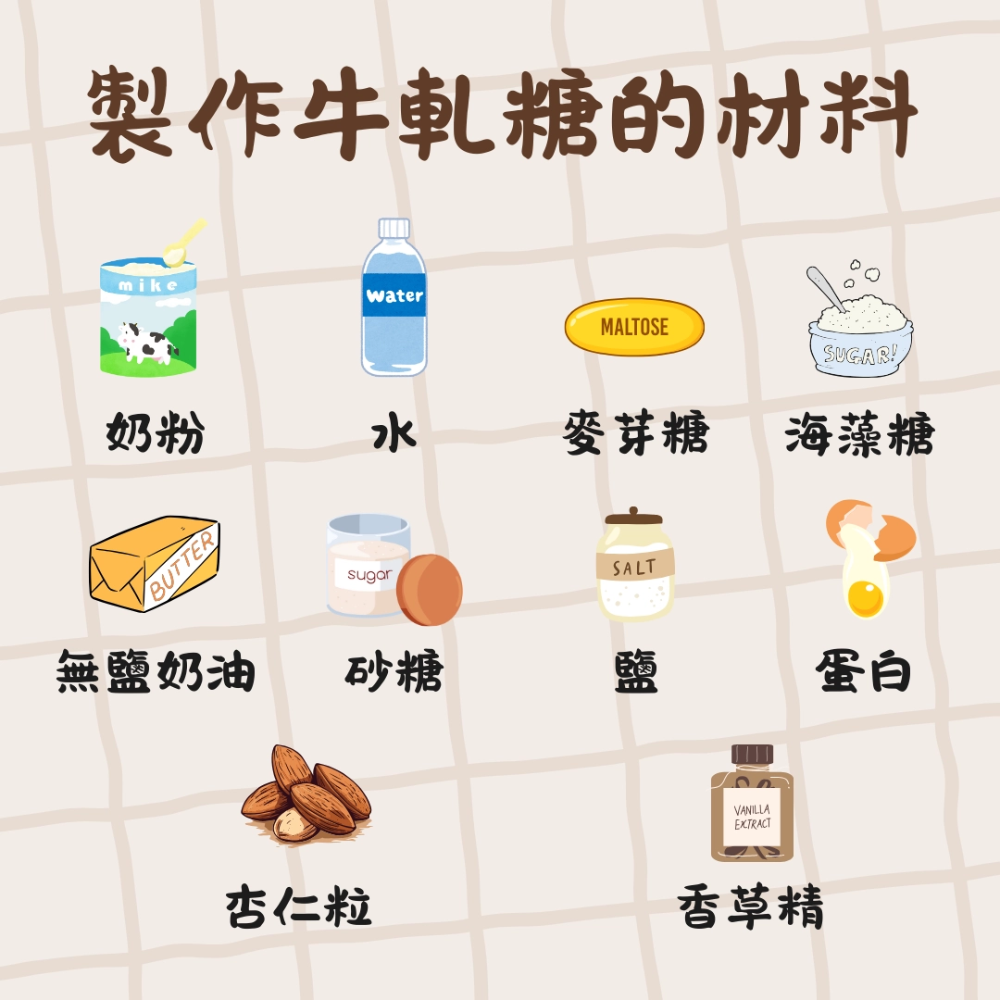 製作牛軋糖的材料
mike
Water
MALTOSE
SUGAR!
奶粉
水
麥芽糖
海藻糖
BUTTER
sugar
SALT
無鹽奶油
砂糖
鹽
蛋白
VANILLA
EXTRACT
杏仁粒
香草精